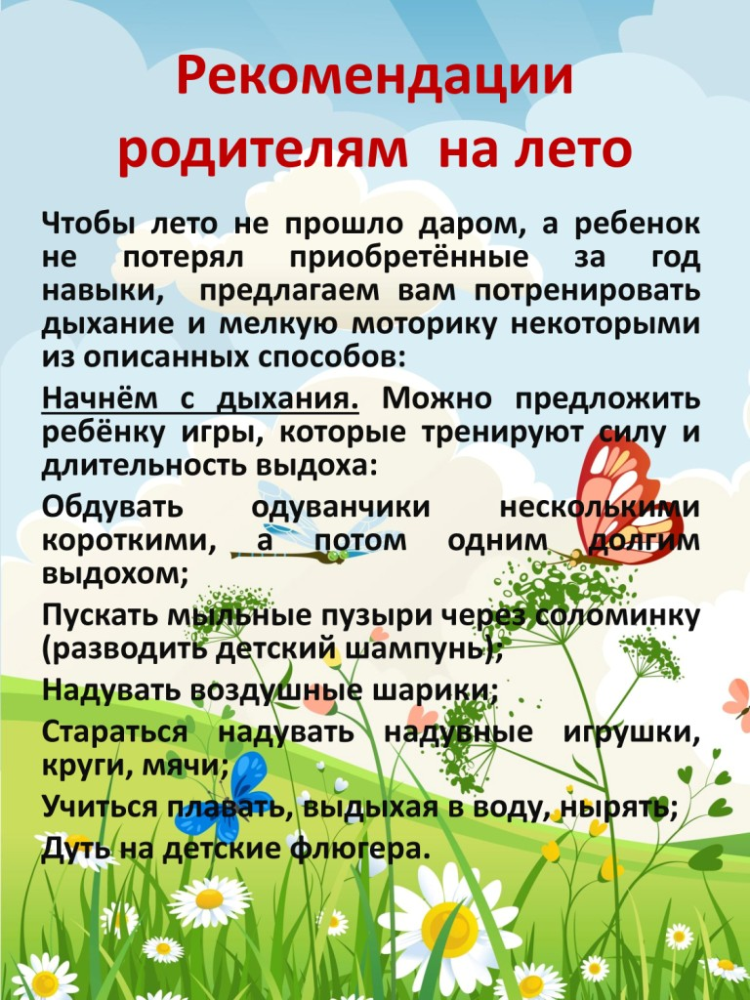 Рекомендации
родителям на лето
Чтобы лето не прошло даром, а ребенок
не потерял приобретённые за год
навыки, предлагаем вам потренировать
дыхание и мелкую моторику некоторыми
из описанных способов:
Начнём с дыхания. Можно предложить
ребёнку игры, которые тренируют силу и
длительность выдоха:
Обдувать одуванчики несколькими
короткими, а потом одним долгим
выдохом;
Пускать мыльные пузыри через соломинку
(разводить детский шампунь);
Надувать воздушные шарики;
Стараться надувать надувные игрушки,
круги, мячи;
Учиться плавать, выдыхая в воду, нырять;
Дуть на детские флюгера.